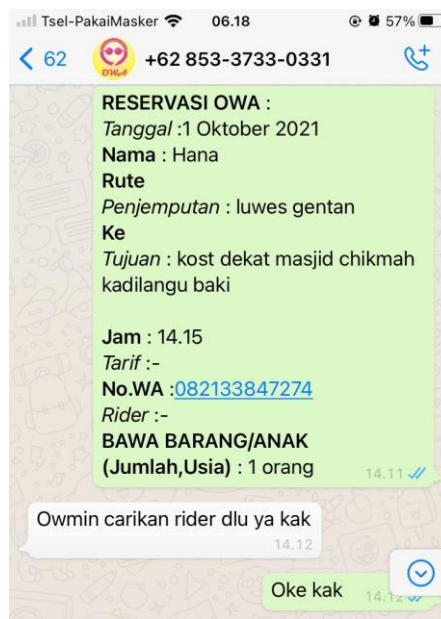 Tsel-PakaiMasker 06.18 57%
62 +62 853-3733-0331
OWA
RESERVASI OWA :
Tanggal :1 Oktober 2021
Nama : Hana
Rute
Penjemputan : luwes gentan
Ke
Tujuan : kost dekat masjid chikmah
kadilangu baki
Jam : 14.15
Tarif :-
No.WA :082133847274
Rider :-
BAWA BARANG/ANAK
(Jumlah,Usia) : 1 orang
14.11
Owmin carikan rider dlu ya kak
14.12
Oke kak
14.12